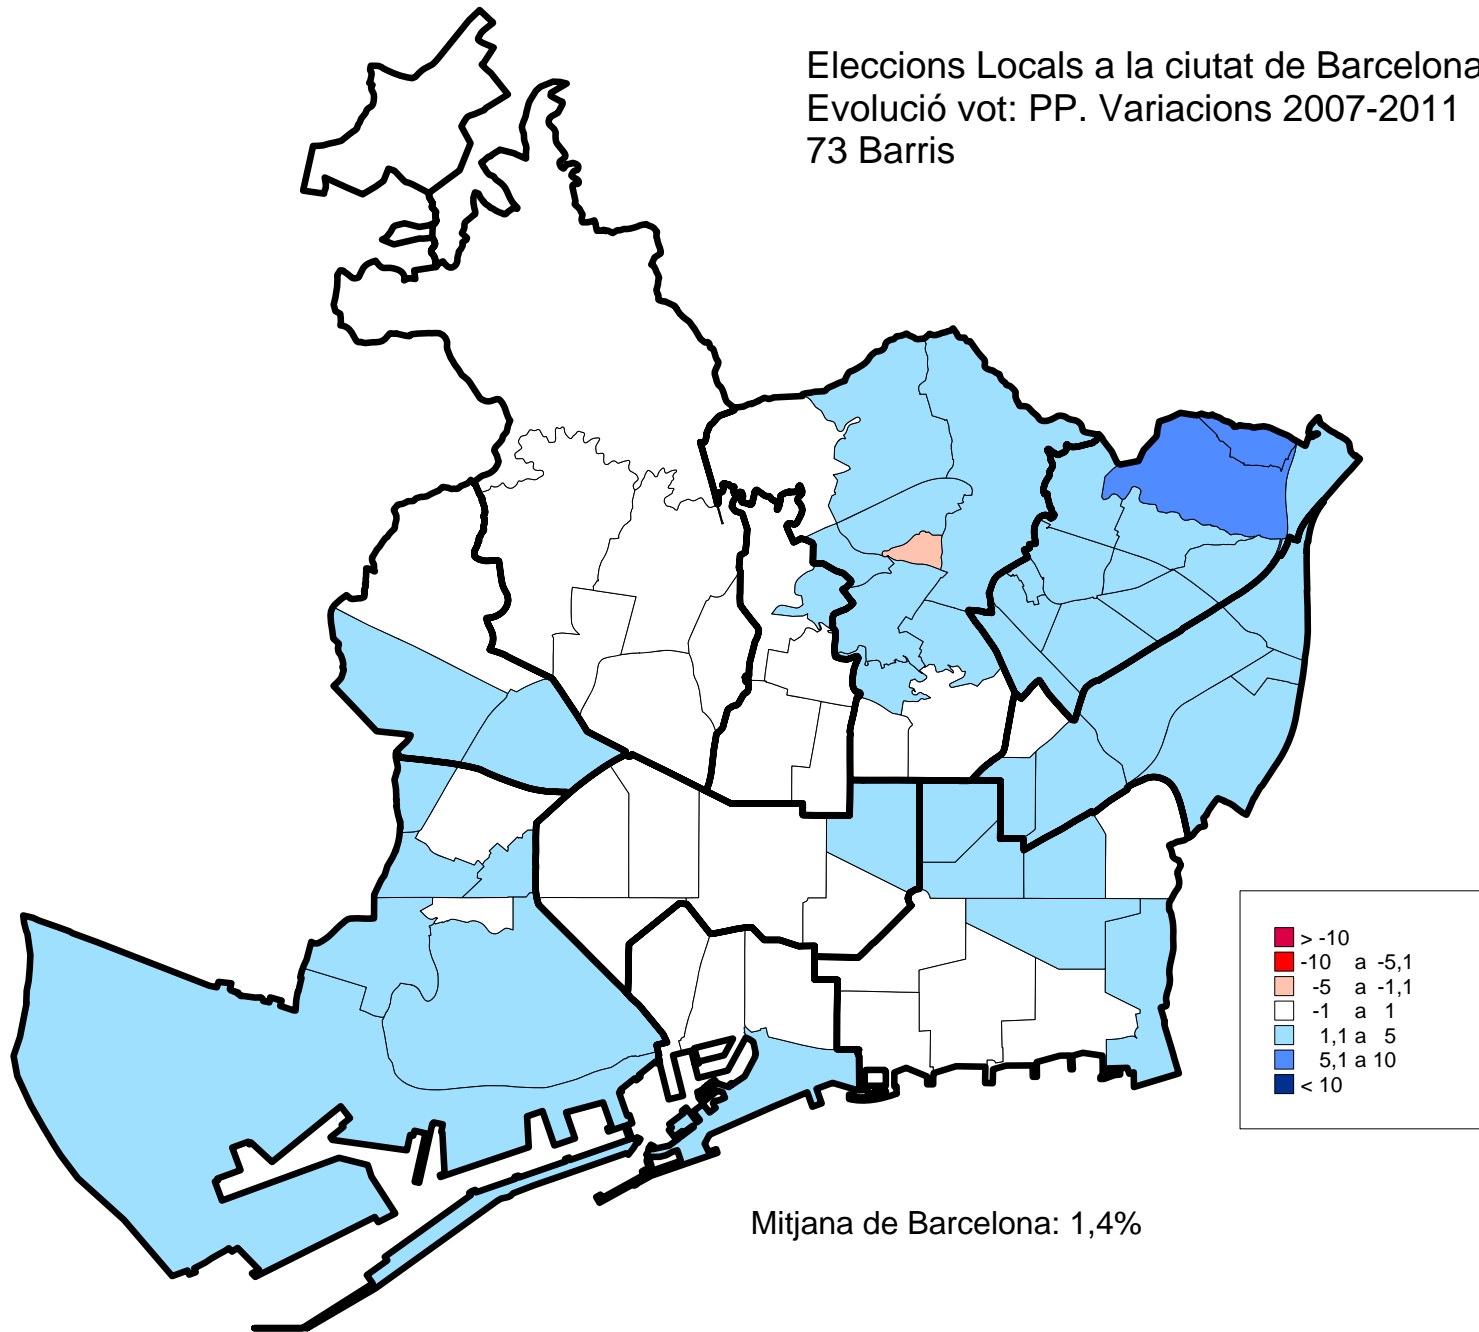 Eleccions Locals a la ciutat de Barcelona
Evolució vot: PP. Variacions 2007-2011
73 Barris
> -10
-10 a -5,1
-5 a -1,1
-1 a 1
1,1 a 5
5,1 a 10
< 10
Mitjana de Barcelona: 1,4%